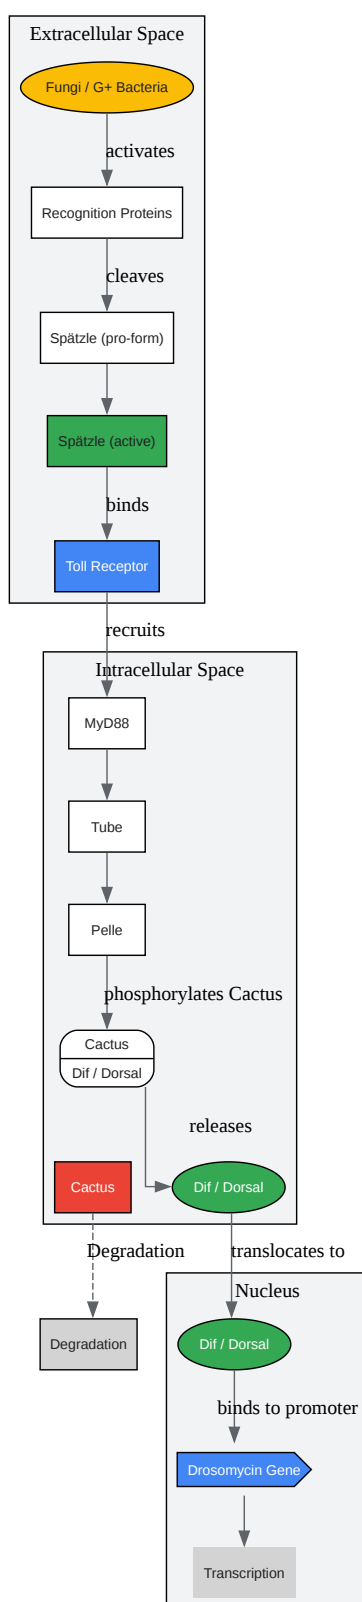 Extracellular Space
Fungi / G+ Bacteria
activates
Recognition Proteins
cleaves
Spätzle (pro-form)
Spätzle (active)
binds
Toll Receptor
recruits
Intracellular Space
MyD88
Tube
Pelle
phosphorylates Cactus
Cactus
Dif / Dorsal
releases
Cactus
Dif / Dorsal
Degradation
translocates to
Nucleus
Degradation
Dif / Dorsal
binds to promoter
Drosomycin Gene
Transcription